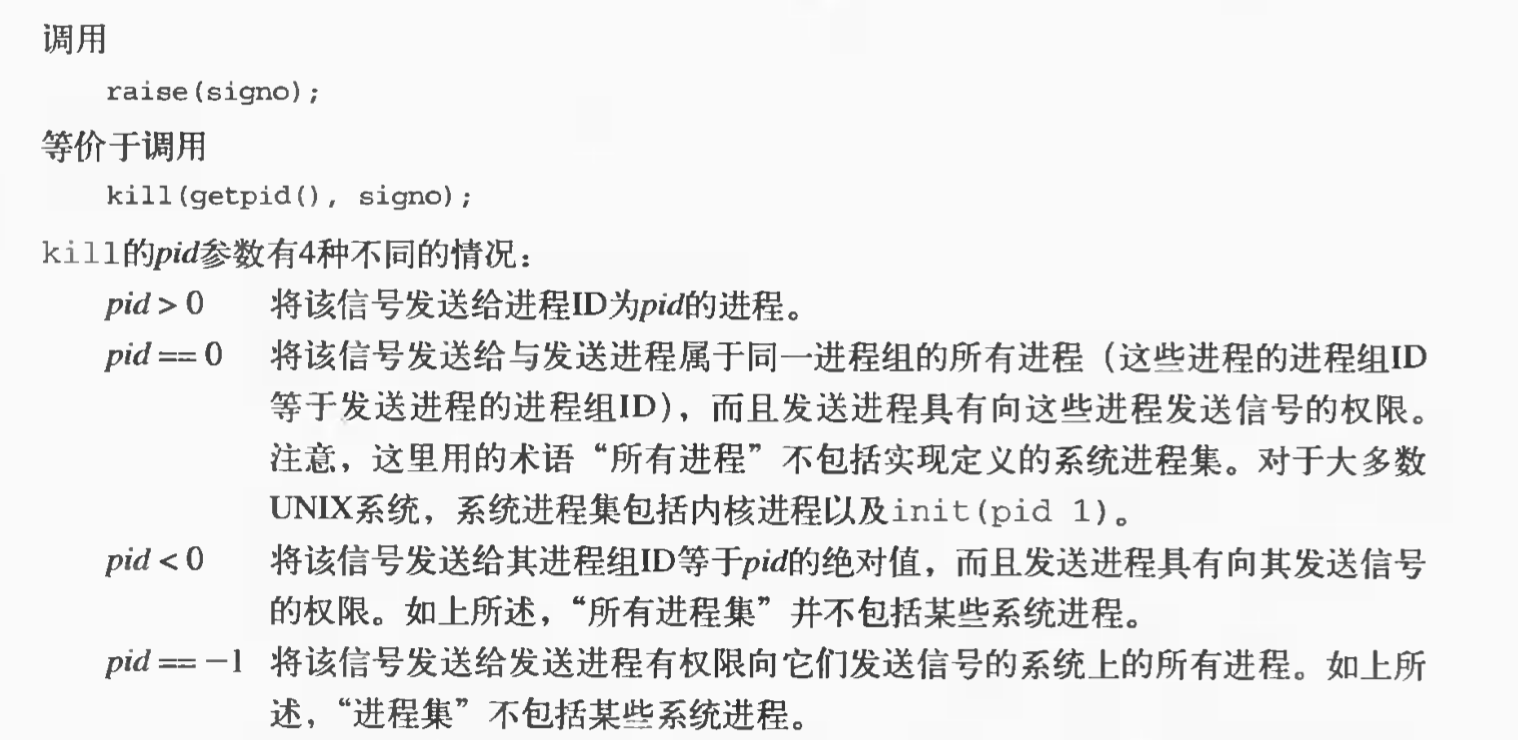 调用
raise(signo);
等价于调用
kill(getpid(), signo);
kill的pid参数有4种不同的情况：
pid > 0 将该信号发送给进程ID为pid的进程。
pid == 0 将该信号发送给与发送进程属于同一进程组的所有进程（这些进程的进程组ID
等于发送进程的进程组ID），而且发送进程具有向这些进程发送信号的权限。
注意，这里用的术语“所有进程”不包括实现定义的系统进程集。对于大多数
UNIX系统，系统进程集包括内核进程以及init(pid 1)。
pid < 0 将该信号发送给其进程组ID等于pid的绝对值，而且发送进程具有向其发送信号
的权限。如上所述，“所有进程集”并不包括某些系统进程。
pid == −1 将该信号发送给发送进程有权限向它们发送信号的系统上的所有进程。如上所
述，“进程集”不包括某些系统进程。